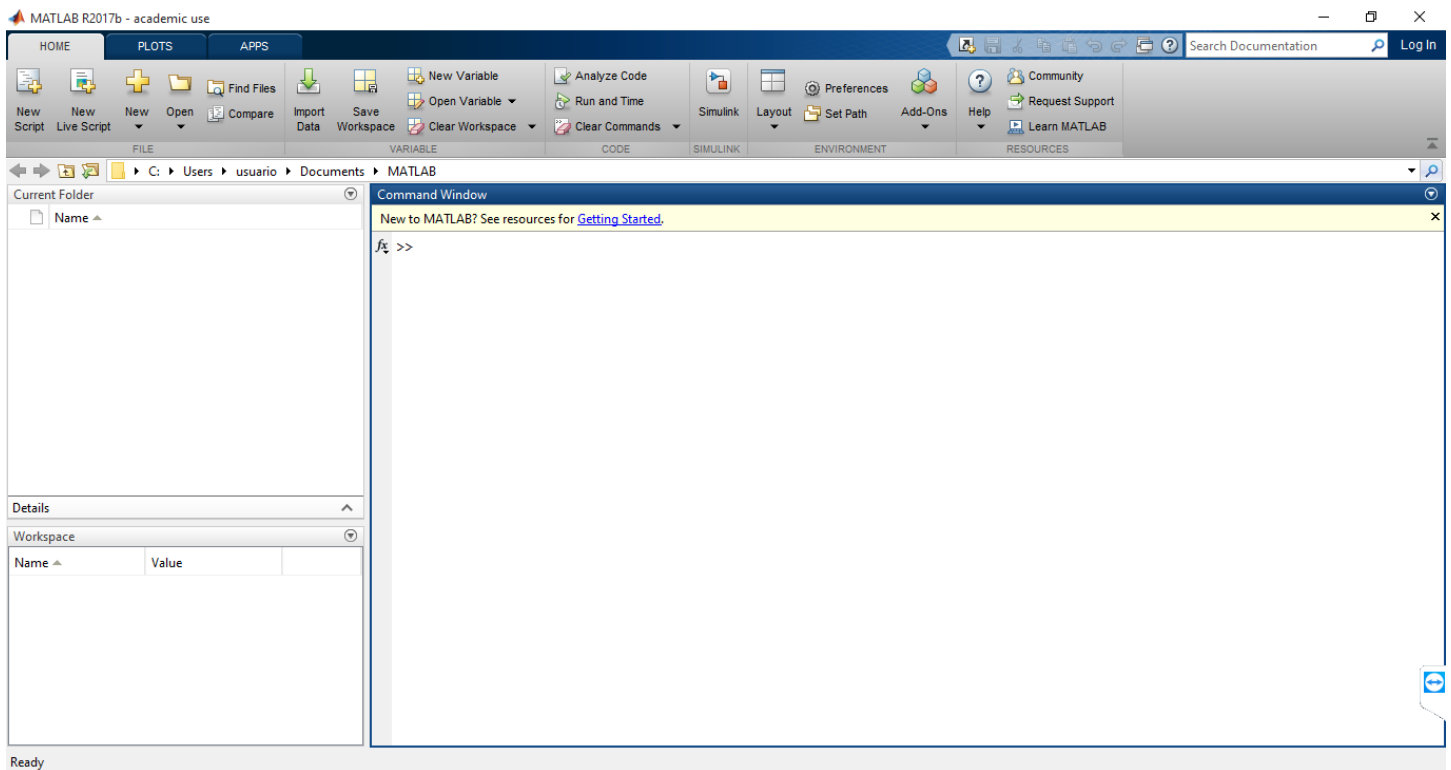 MATLAB R2017b - academic use
HOME PLOTS APPS
Search Documentation Log In
New Script
New Live Script
New
Open
Find Files
Compare
FILE
Import Data
Save Workspace
New Variable
Open Variable
Clear Workspace
VARIABLE
Analyze Code
Run and Time
Clear Commands
CODE
Simulink
SIMULINK
Layout
Preferences
Set Path
Add-Ons
ENVIRONMENT
Help
Community
Request Support
Learn MATLAB
RESOURCES
C: Users usuario Documents MATLAB
Current Folder
Name
Details
Workspace
Name Value
Command Window
New to MATLAB? See resources for Getting Started.
fx >>
Ready